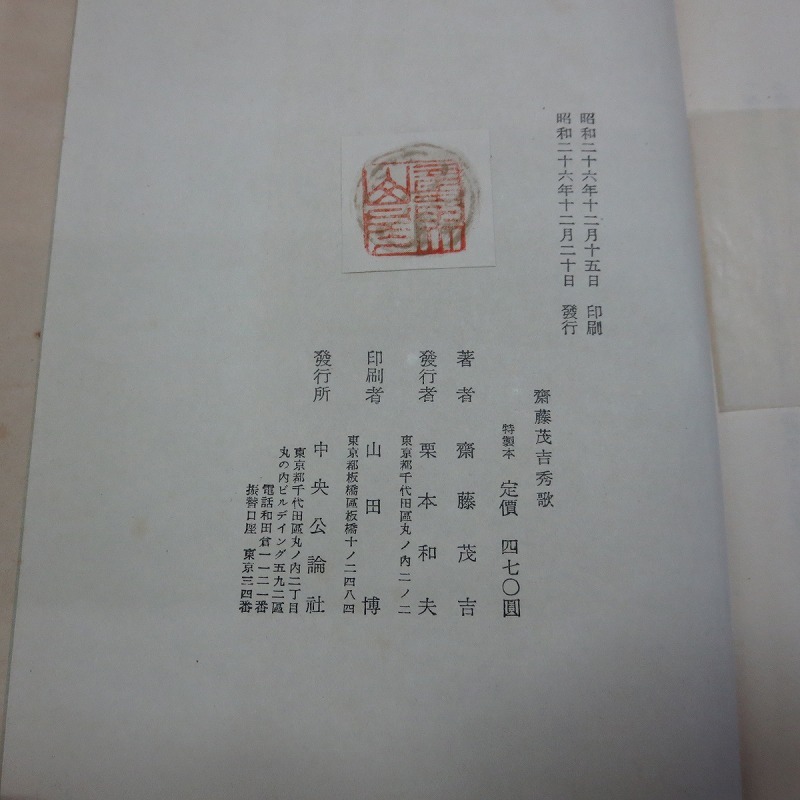 昭和二十六年十二月十五日 印刷
昭和二十六年十二月二十日 發行
齋藤茂吉秀歌
特製本 定價 四七〇圓
著者 齋藤茂吉
發行者 栗本和夫
東京都千代田區丸ノ内二ノ二
印刷者 山田博
東京都板橋區板橋十ノ二四八四
發行所 中央公論社
東京都千代田區丸ノ内二丁目
丸の内ビルデイング五九二區
電話和田倉一一二一番
振替口座 東京三四番